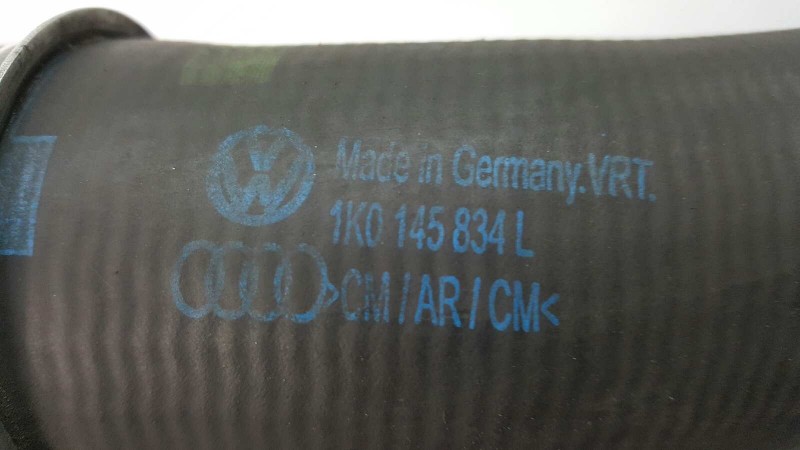 Made in Germany.VRT.
1K0 145 834 L
>CM/AR/CM<